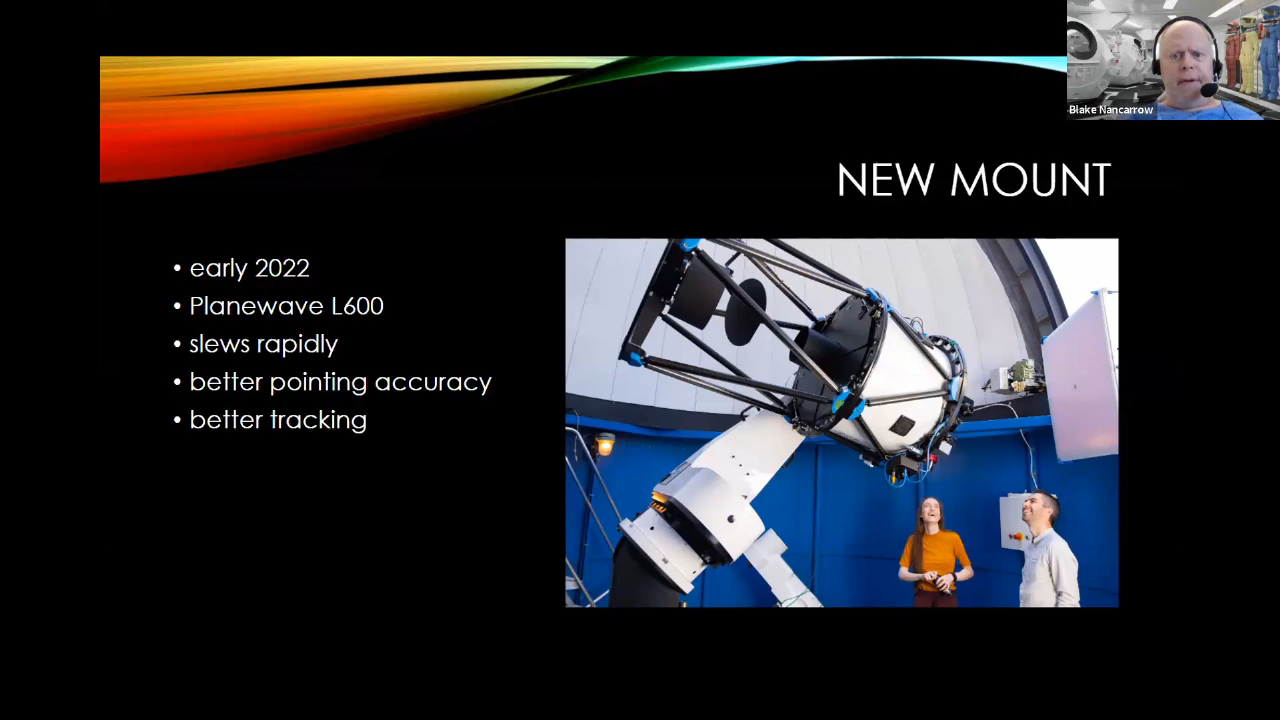 Blake Nancarrow
NEW MOUNT
• early 2022
• Planewave L600
• slews rapidly
• better pointing accuracy
• better tracking